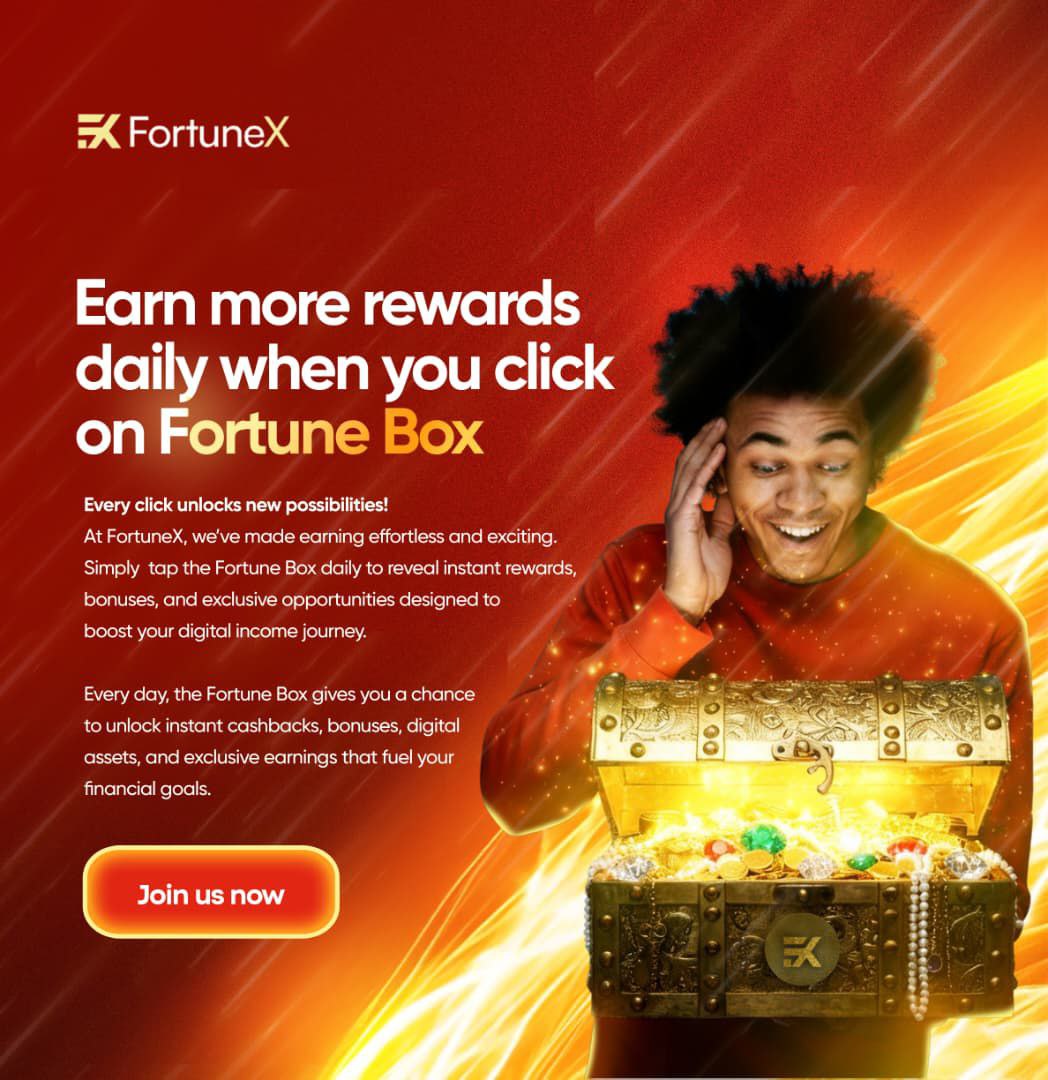 FortuneX
Earn more rewards
daily when you click
on Fortune Box
Every click unlocks new possibilities!
At FortuneX, we’ve made earning effortless and exciting.
Simply  tap the Fortune Box daily to reveal instant rewards,
bonuses, and exclusive opportunities designed to
boost your digital income journey.
Every day, the Fortune Box gives you a chance
to unlock instant cashbacks, bonuses, digital
assets, and exclusive earnings that fuel your
financial goals.
Join us now